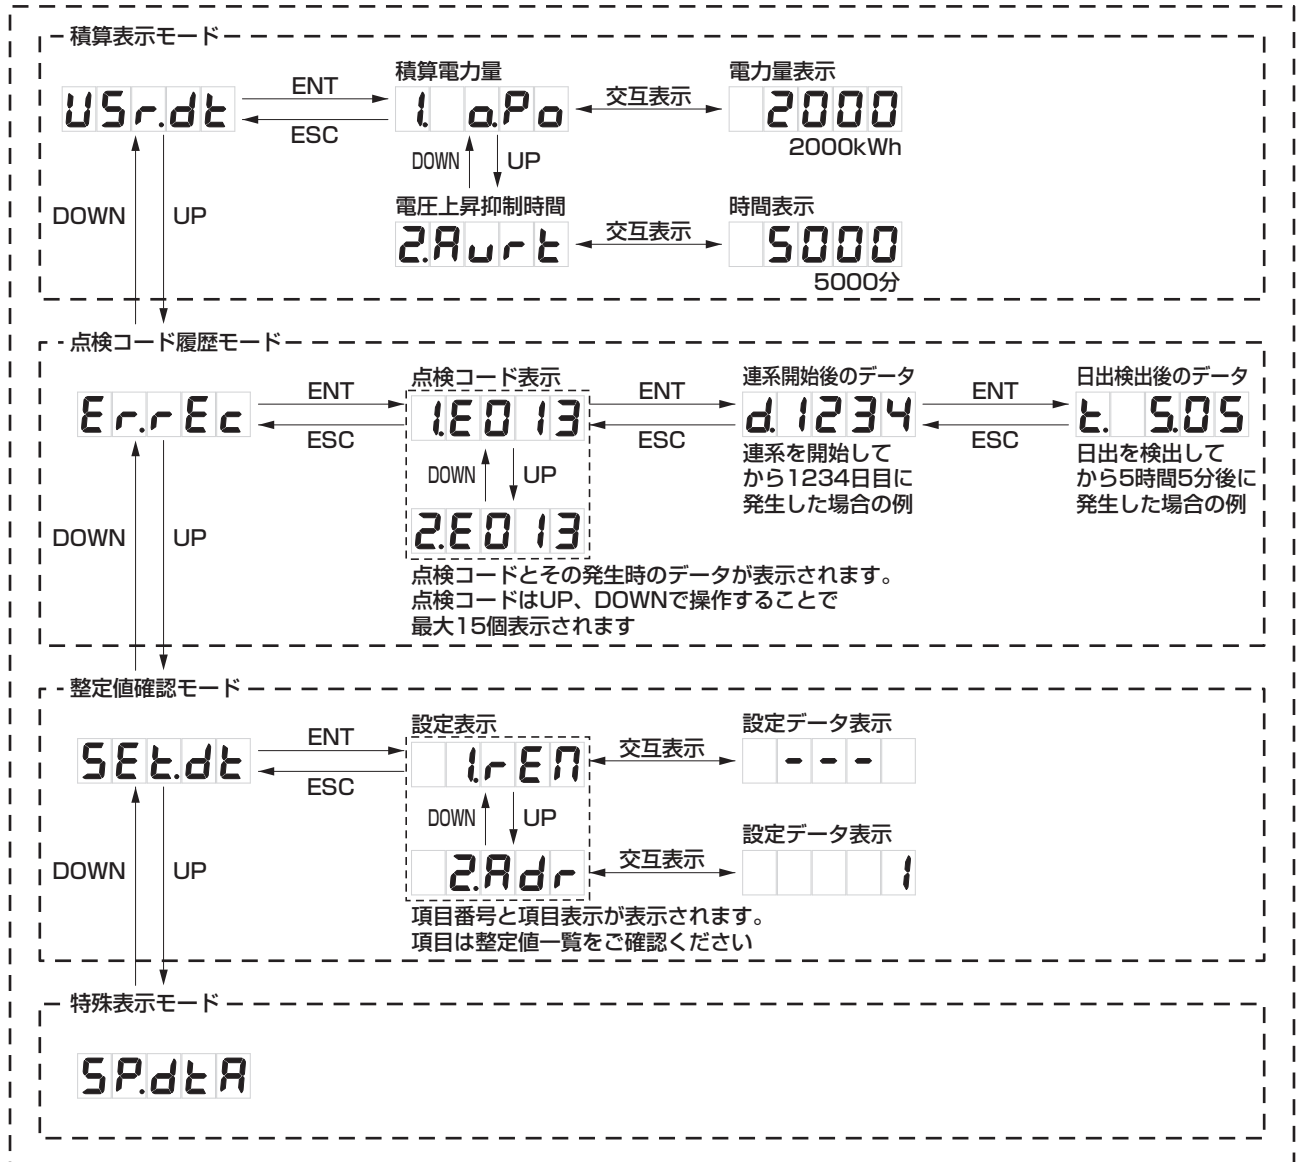 積算表示モード
積算電力量
電力量表示
USr.dt
ENT
ESC
1. o.Po
交互表示
2000
2000kWh
DOWN
UP
DOWN
UP
電圧上昇抑制時間
時間表示
2.Aurt
交互表示
5000
5000分
点検コード履歴モード
点検コード表示
連系開始後のデータ
日出検出後のデータ
Er.rEc
ENT
ESC
1.E013
ENT
ESC
d.1234
ENT
ESC
t. 5.05
DOWN
UP
連系を開始して
から1234日目に
発生した場合の例
日出を検出して
から5時間5分後に
発生した場合の例
2.E013
DOWN
UP
点検コードとその発生時のデータが表示されます。
点検コードはUP、DOWNで操作することで
最大15個表示されます
整定値確認モード
設定表示
設定データ表示
SEt.dt
ENT
ESC
1.rEM
交互表示
---
DOWN
UP
設定データ表示
DOWN
UP
2.Adr
交互表示
1
項目番号と項目表示が表示されます。
項目は整定値一覧をご確認ください
特殊表示モード
SP.dtA